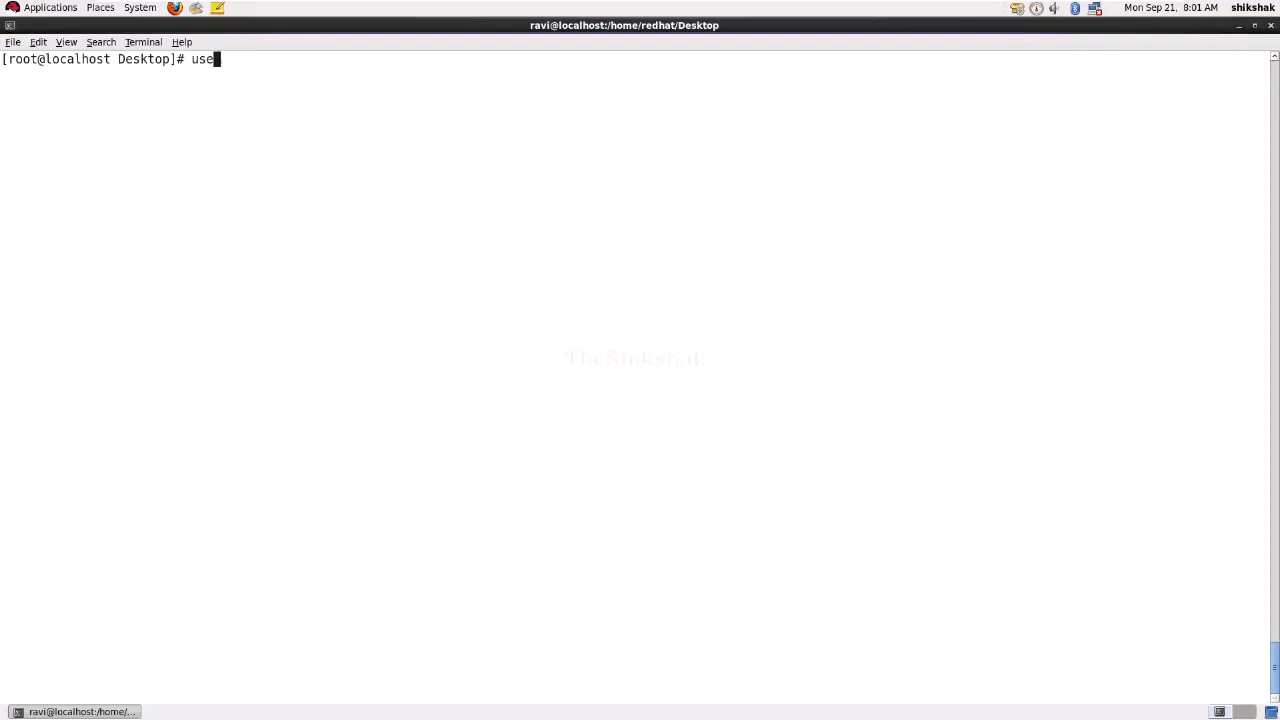 Applications Places System Mon Sep 21, 8:01 AM shikshak
ravi@localhost:/home/redhat/Desktop
File Edit View Search Terminal Help
[root@localhost Desktop]# use
TheShikshak
ravi@localhost:/home/...